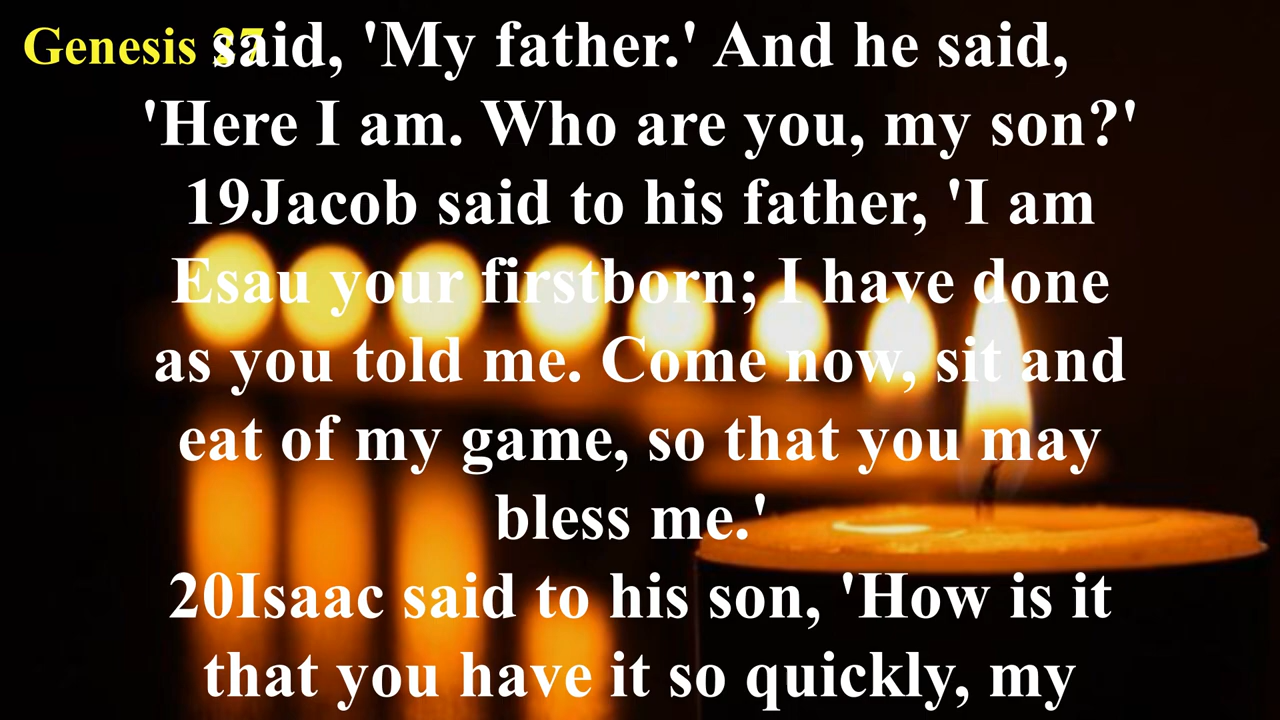 Genesis 27
said, 'My father.' And he said,
'Here I am. Who are you, my son?'
19Jacob said to his father, 'I am
Esau your firstborn; I have done
as you told me. Come now, sit and
eat of my game, so that you may
bless me.'
20Isaac said to his son, 'How is it
that you have it so quickly, my